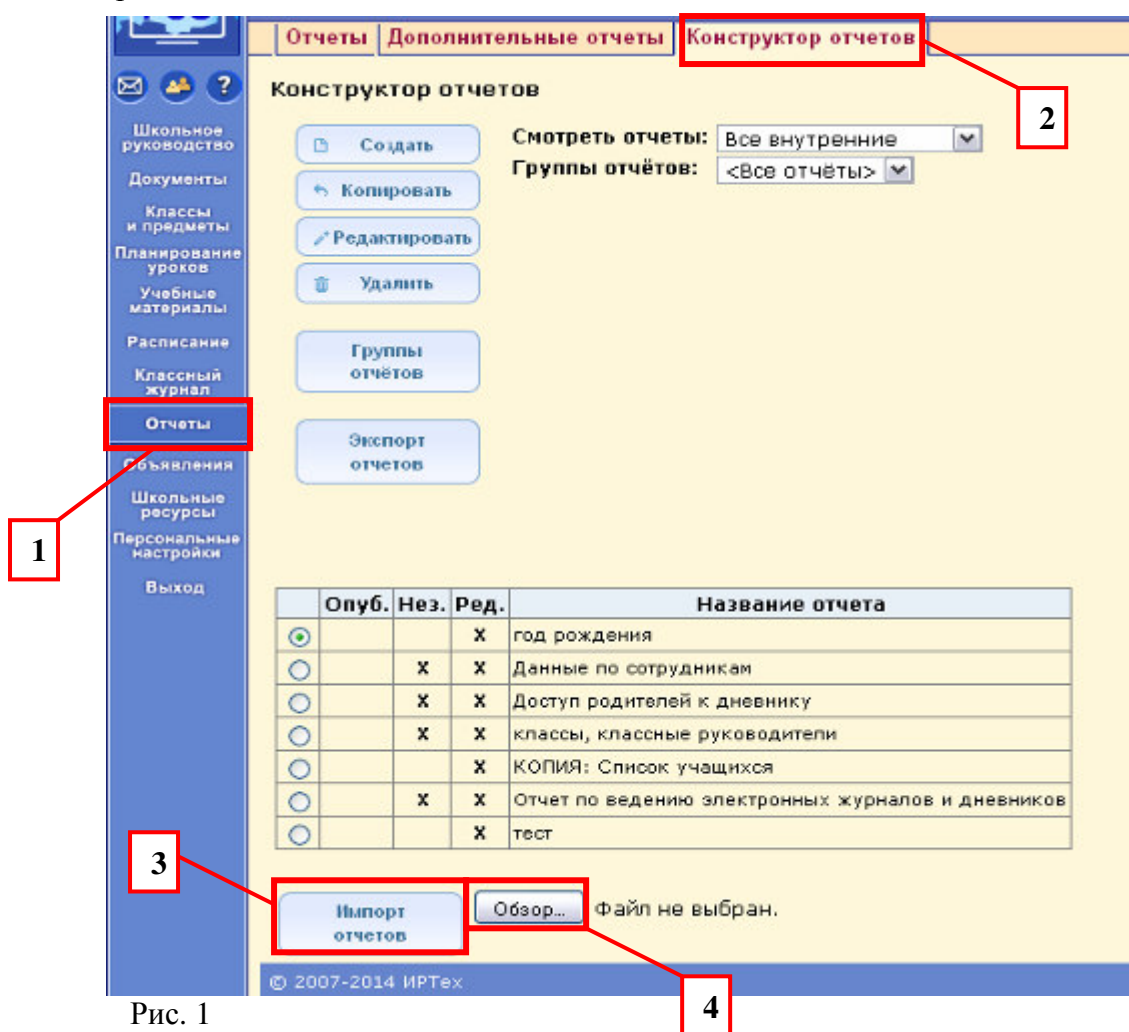 Отчеты Дополнительные отчеты Конструктор отчетов
2
Конструктор отчетов
Школьное
руководство
Документы
Классы
и предметы
Планирование
уроков
Учебные
материалы
Расписание
Классный
журнал
Отчеты
Объявления
Школьные
ресурсы
Персональные
настройки
Выход
1
Создать
Копировать
Редактировать
Удалить
Группы
отчётов
Экспорт
отчетов
Смотреть отчеты: Все внутренние
Группы отчётов: <Все отчёты>
Опуб. Нез. Ред. Название отчета
X год рождения
X X Данные по сотрудникам
X X Доступ родителей к дневнику
X X классы, классные руководители
X КОПИЯ: Список учащихся
X X Отчет по ведению электронных журналов и дневников
X тест
3
Импорт
отчетов
Обзор... Файл не выбран.
© 2007-2014 ИРТех
4
Рис. 1